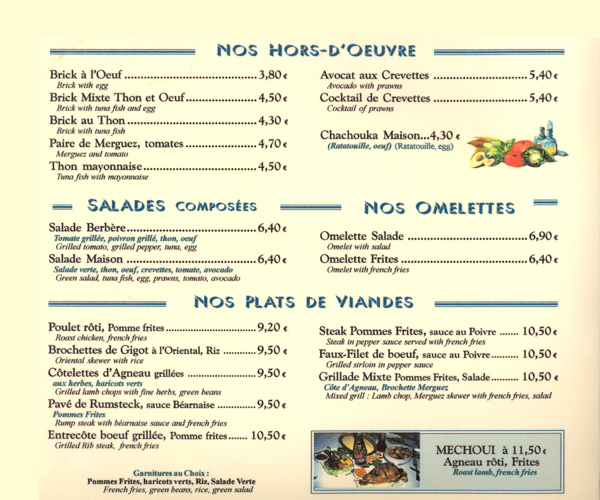 NOS HORS-D'OEUVRE
Brick à l'Oeuf 3,80 €
Brick with egg
Brick Mixte Thon et Oeuf 4,50 €
Brick with tuna fish and egg
Brick au Thon 4,30 €
Brick with tuna fish
Paire de Merguez, tomates 4,70 €
Merguez and tomato
Thon mayonnaise 4,50 €
Tuna fish with mayonnaise
Avocat aux Crevettes 5,40 €
Avocado with prawns
Cocktail de Crevettes 5,40 €
Cocktail of prawns
Chachouka Maison...4,30 €
(Ratatouille, oeuf) (Ratatouille, egg)
SALADES COMPOSÉES
Salade Berbère 6,40 €
Tomate grillée, poivron grillé, thon, oeuf
Grilled tomato, grilled pepper, tuna, egg
Salade Maison 6,40 €
Salade verte, thon, oeuf, crevettes, tomate, avocado
Green salad, tuna fish, egg, prawns, tomato, avocado
NOS OMELETTES
Omelette Salade 6,90 €
Omelet with salad
Omelette Frites 6,40 €
Omelet with french fries
NOS PLATS DE VIANDES
Poulet rôti, Pomme frites 9,20 €
Roast chicken, french fries
Brochettes de Gigot à l'Oriental, Riz 9,50 €
Oriental skewer with rice
Côtelettes d'Agneau grillées 9,50 €
aux herbes, haricots verts
Grilled lamb chops with fine herbs, green beans
Pavé de Rumsteck, sauce Béarnaise 9,50 €
Pommes Frites
Rump steak with béarnaise sauce and french fries
Entrecôte boeuf grillée, Pomme frites 10,50 €
Grilled Rib steak, french fries
Garnitures au Choix :
Pommes Frites, haricots verts, Riz, Salade Verte
French fries, green beans, rice, green salad
Steak Pommes Frites, sauce au Poivre 10,50 €
Steak in pepper sauce served with french fries
Faux-Filet de boeuf, sauce au Poivre 10,50 €
Grilled sirloin in pepper sauce
Grillade Mixte Pommes Frites, Salade 10,50 €
Côte d'Agneau, Brochette Merguez
Mixed grill : Lamb chop, Merguez skewer with french fries, salad
MECHOUI à 11,50 €
Agneau rôti, Frites
Roast lamb, french fries